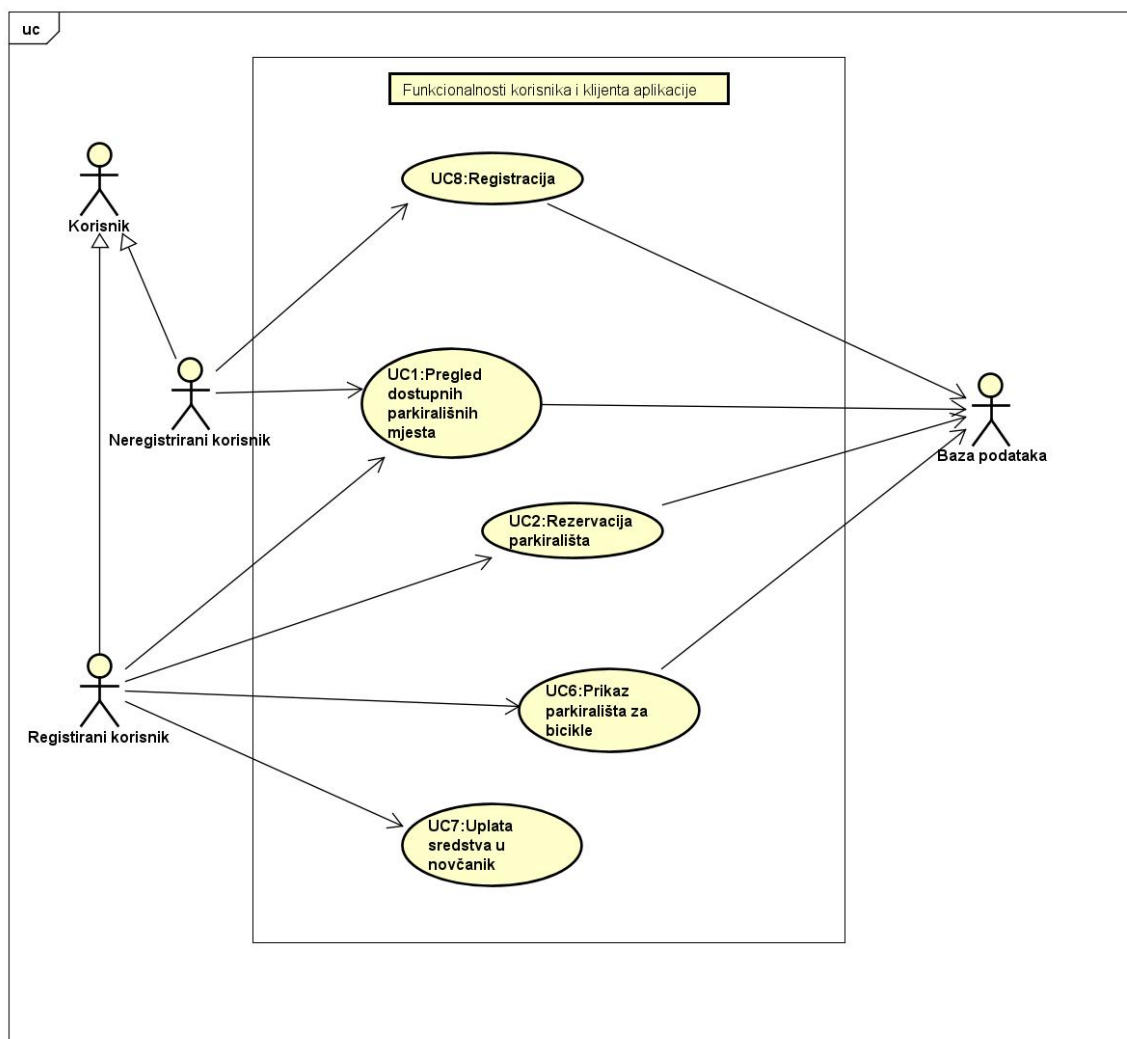 uc
Funkcionalnosti korisnika i klijenta aplikacije
UC8:Registracija
Korisnik
UC1:Pregled
dostupnih
parkirališnih
mjesta
Neregistrirani korisnik
Baza podataka
UC2:Rezervacija
parkirališta
UC6:Prikaz
parkirališta za
bicikle
Registirani korisnik
UC7:Uplata
sredstva u
novčanik